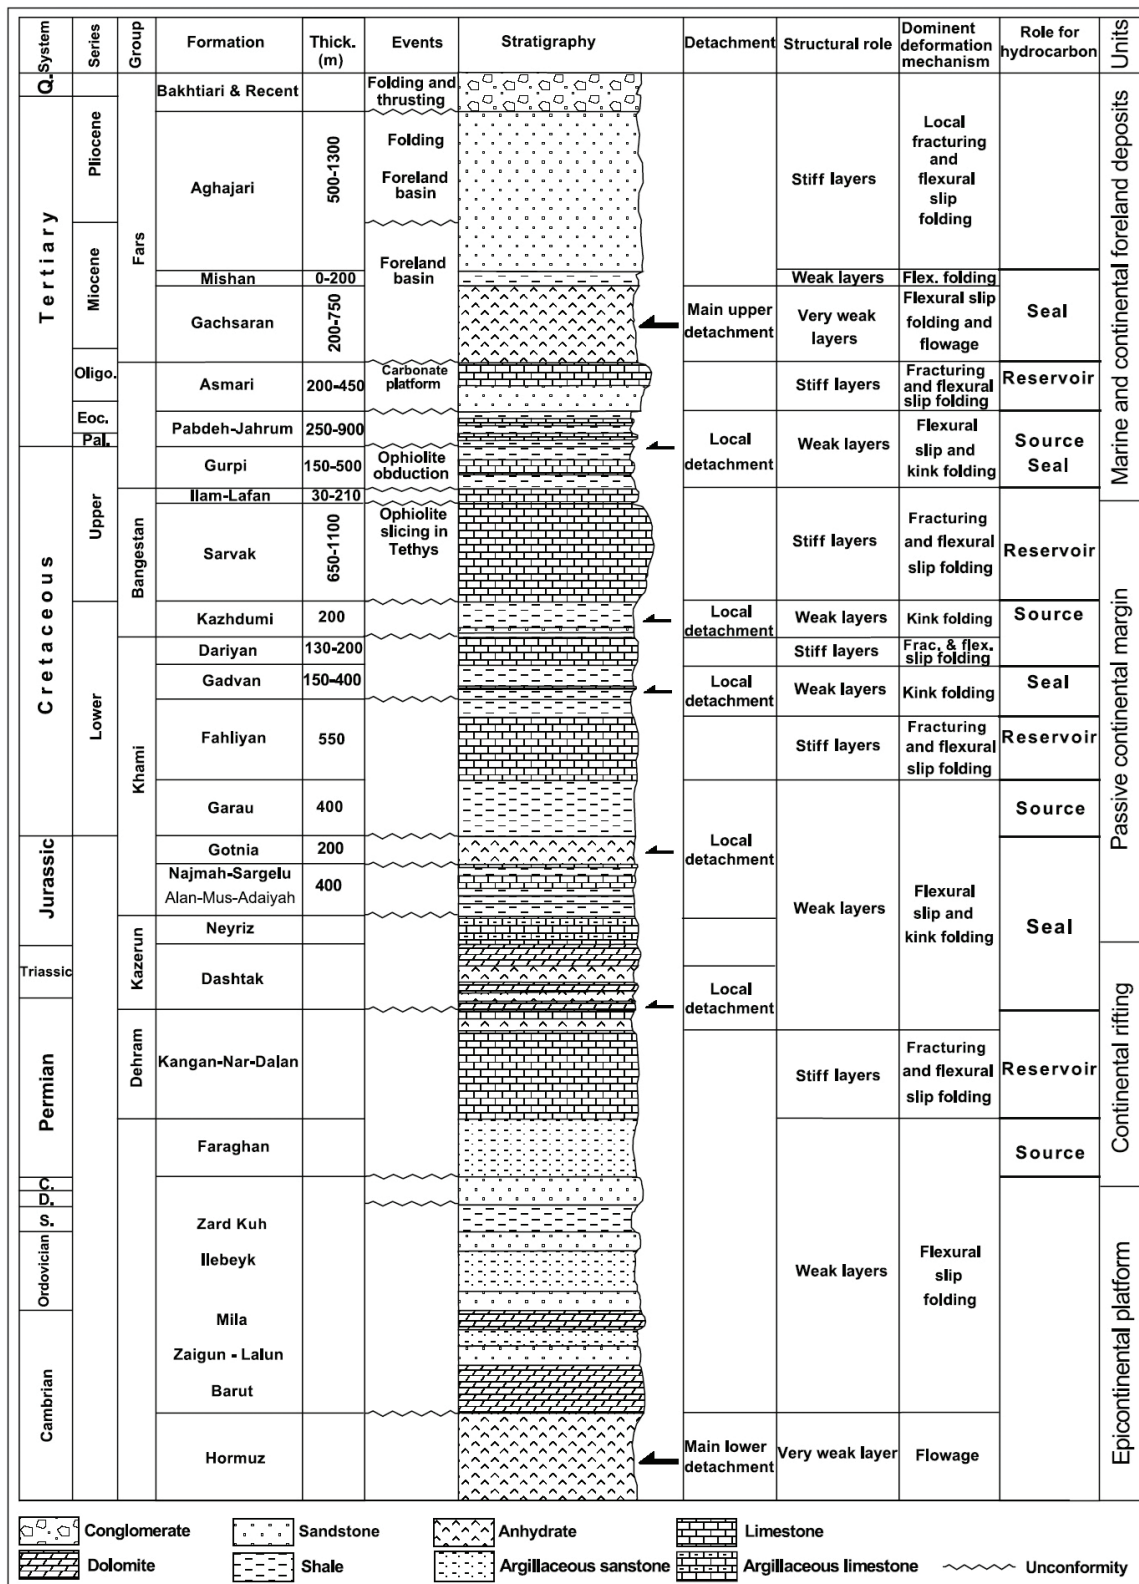 System
Series
Group
Formation
Thick.
(m)
Events
Stratigraphy
Detachment
Structural role
Dominent
deformation
mechanism
Role for
hydrocarbon
Units
Q.
Tertiary
Cretaceous
Jurassic
Triassic
Permian
C.
D.
S.
Ordovician
Cambrian
Pliocene
Miocene
Oligo.
Eoc.
Pal.
Upper
Lower
Fars
Bangestan
Khami
Kazerun
Dehram
Bakhtiari & Recent
Aghajari
Mishan
Gachsaran
Asmari
Pabdeh-Jahrum
Gurpi
Ilam-Lafan
Sarvak
Kazhdumi
Dariyan
Gadvan
Fahliyan
Garau
Gotnia
Najmah-Sargelu
Alan-Mus-Adaiyah
Neyriz
Dashtak
Kangan-Nar-Dalan
Faraghan
Zard Kuh
Ilebeyk
Mila
Zaigun - Lalun
Barut
Hormuz
500-1300
0-200
200-750
200-450
250-900
150-500
30-210
650-1100
200
130-200
150-400
550
400
200
400
Folding and
thrusting
Folding
Foreland
basin
Foreland
basin
Carbonate
platform
Ophiolite
obduction
Ophiolite
slicing in
Tethys
Main upper
detachment
Local
detachment
Local
detachment
Local
detachment
Local
detachment
Local
detachment
Main lower
detachment
Stiff layers
Weak layers
Very weak
layers
Stiff layers
Weak layers
Stiff layers
Weak layers
Stiff layers
Weak layers
Stiff layers
Weak layers
Stiff layers
Weak layers
Very weak layer
Local
fracturing
and
flexural
slip
folding
Flex. folding
Flexural slip
folding and
flowage
Fracturing
and flexural
slip folding
Flexural
slip and
kink folding
Fracturing
and flexural
slip folding
Kink folding
Frac. & flex.
slip folding
Kink folding
Fracturing
and flexural
slip folding
Flexural
slip and
kink folding
Fracturing
and flexural
slip folding
Flexural
slip
folding
Flowage
Seal
Reservoir
Source
Seal
Reservoir
Source
Seal
Reservoir
Source
Seal
Reservoir
Source
Marine and continental foreland deposits
Passive continental margin
Continental rifting
Epicontinental platform
Conglomerate
Sandstone
Anhydrate
Limestone
Dolomite
Shale
Argillaceous sanstone
Argillaceous limestone
Unconformity